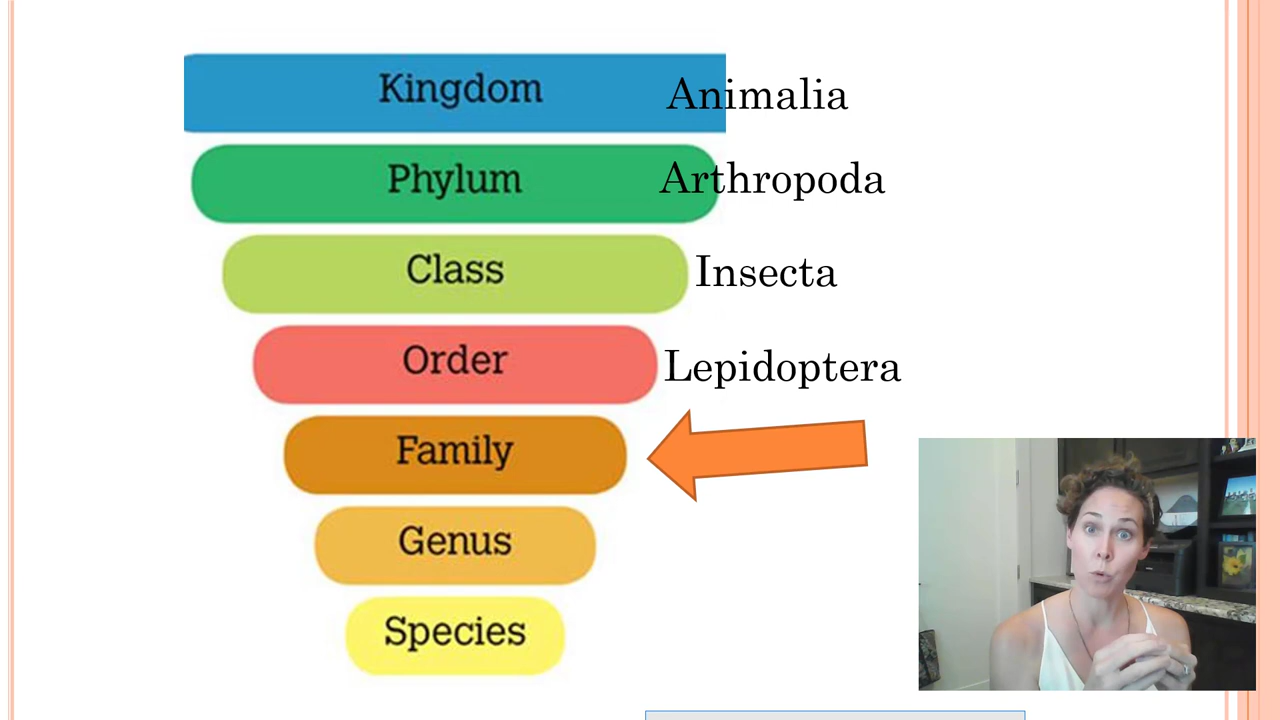 Kingdom Animalia
Phylum Arthropoda
Class Insecta
Order Lepidoptera
Family
Genus
Species